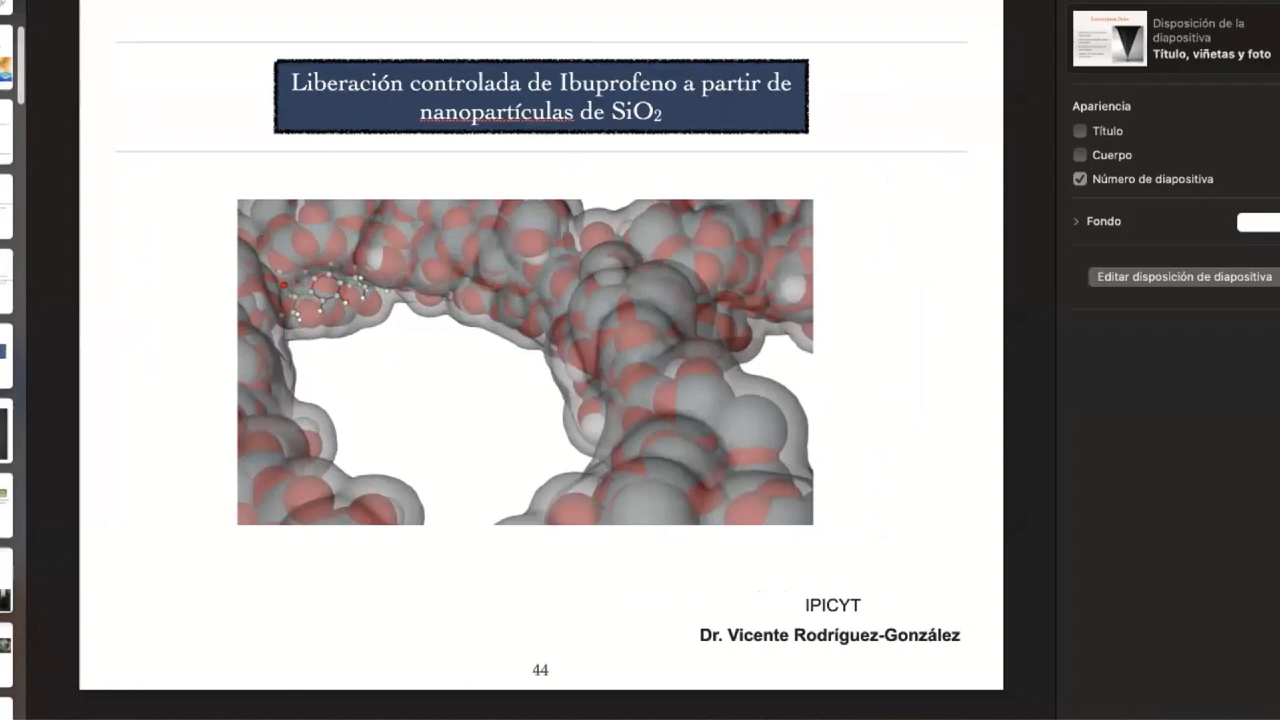 Liberación controlada de Ibuprofeno a partir de
nanopartículas de SiO₂
IPICYT
Dr. Vicente Rodríguez-González
44
Disposición de la
diapositiva
Título, viñetas y foto
Apariencia
Título
Cuerpo
Número de diapositiva
Fondo
Editar disposición de diapositiva